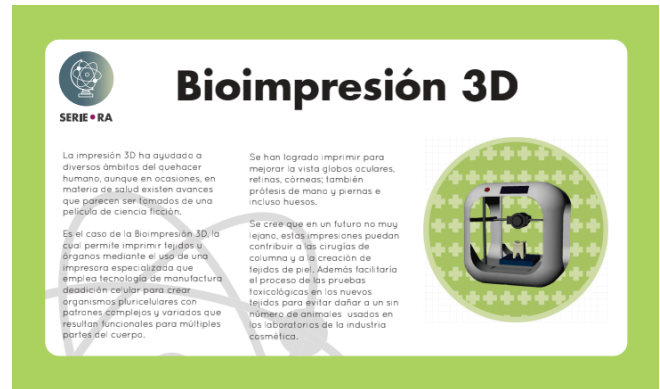 Bioimpresión 3D
SERIE•RA
La impresión 3D ha ayudado a
diversos ámbitos del quehacer
humano, aunque en ocasiones, en
materia de salud existen avances
que parecen ser tomados de una
película de ciencia ficción.
Es el caso de la Bioimpresión 3D, la
cual permite imprimir tejidos y
órganos mediante el uso de una
impresora especializada que
emplea tecnología de manufactura
deadición celular para crear
organismos pluricelulares con
patrones complejos y variados que
resultan funcionales para múltiples
partes del cuerpo.
Se han logrado imprimir para
mejorar la vista globos oculares,
retinas, córneas; también
prótesis de mano y piernas e
incluso huesos.
Se cree que en un futuro no muy
lejano, estas impresiones puedan
contribuir a las cirugías de
columna y a la creación de
tejidos de piel. Además facilitaría
el proceso de las pruebas
toxicológicas en los nuevos
tejidos para evitar dañar a un sin
número de animales usados en
los laboratorios de la industria
cosmética.